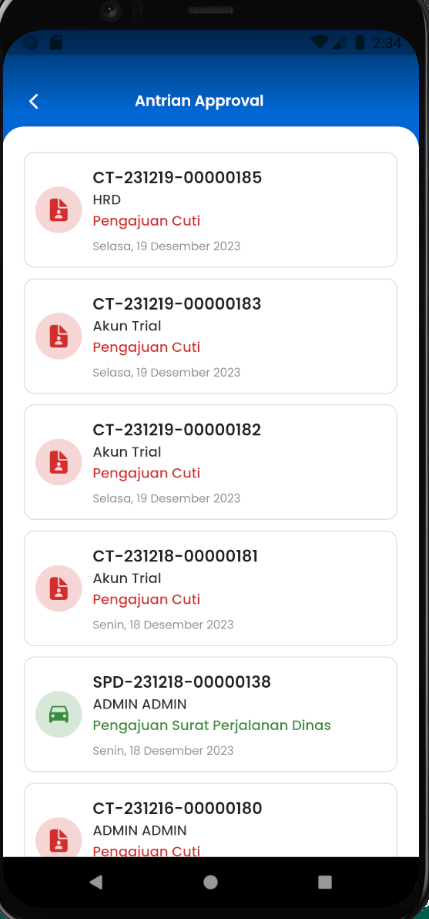 2:34
Antrian Approval
CT-231219-00000185
HRD
Pengajuan Cuti
Selasa, 19 Desember 2023
CT-231219-00000183
Akun Trial
Pengajuan Cuti
Selasa, 19 Desember 2023
CT-231219-00000182
Akun Trial
Pengajuan Cuti
Selasa, 19 Desember 2023
CT-231218-00000181
Akun Trial
Pengajuan Cuti
Senin, 18 Desember 2023
SPD-231218-00000138
ADMIN ADMIN
Pengajuan Surat Perjalanan Dinas
Senin, 18 Desember 2023
CT-231216-00000180
ADMIN ADMIN
Pengajuan Cuti